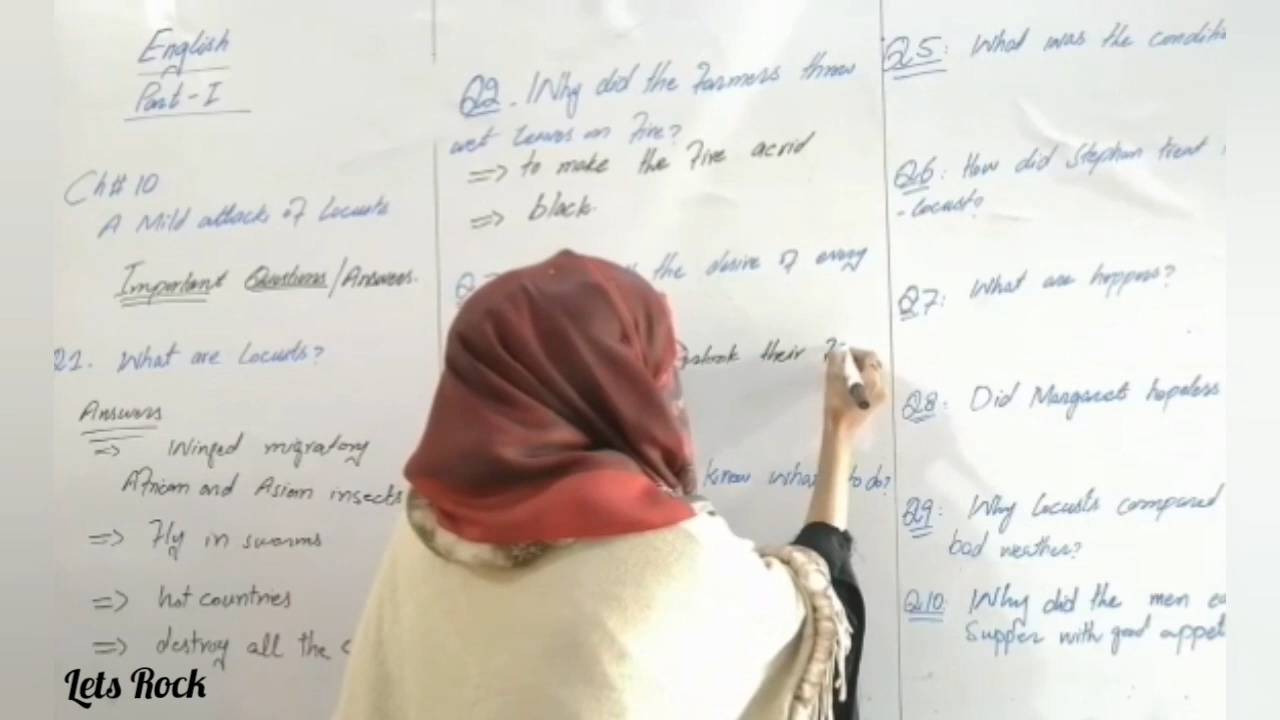 English
Part-I
Ch# 10
A Mild attack of Locusts
Important Questions/Answers.
Q1. What are Locusts?
Answers
=> Winged migratory
African and Asian insects
=> Fly in swarms
=> hot countries
=> destroy all the
Lets Rock
Q2. Why did the Farmers threw
wet leaves on Fire?
=> to make the Fire acrid
=> black.
the desire of every
their
know what to do?
Q5: What was the conditio
Q6: How did Stephan treat
-locust?
Q7: What are hoppers?
Q8: Did Margaret hopeless
Q9: Why Locusts compared
bad weather?
Q10: Why did the men ea
Supper with good appet